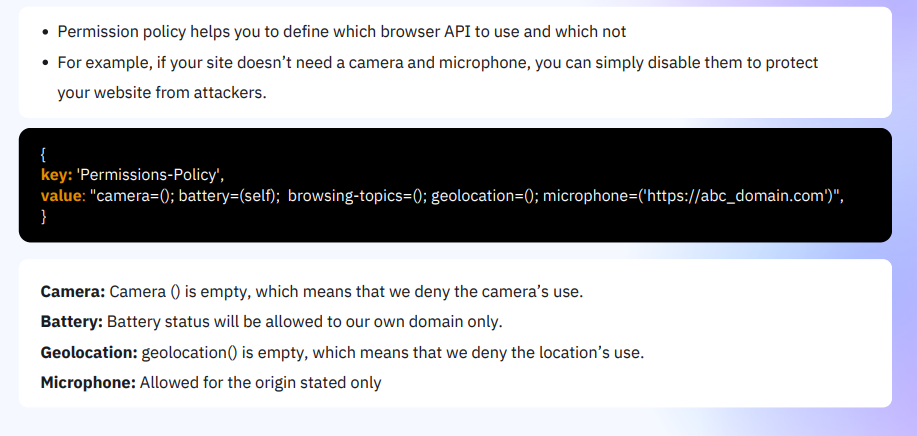 • Permission policy helps you to define which browser API to use and which not
• For example, if your site doesn’t need a camera and microphone, you can simply disable them to protect
your website from attackers.
{
key: 'Permissions-Policy',
value: "camera=(); battery=(self);  browsing-topics=(); geolocation=(); microphone=('https://abc_domain.com')",
}
Camera: Camera () is empty, which means that we deny the camera’s use.
Battery: Battery status will be allowed to our own domain only.
Geolocation: geolocation() is empty, which means that we deny the location’s use.
Microphone: Allowed for the origin stated only